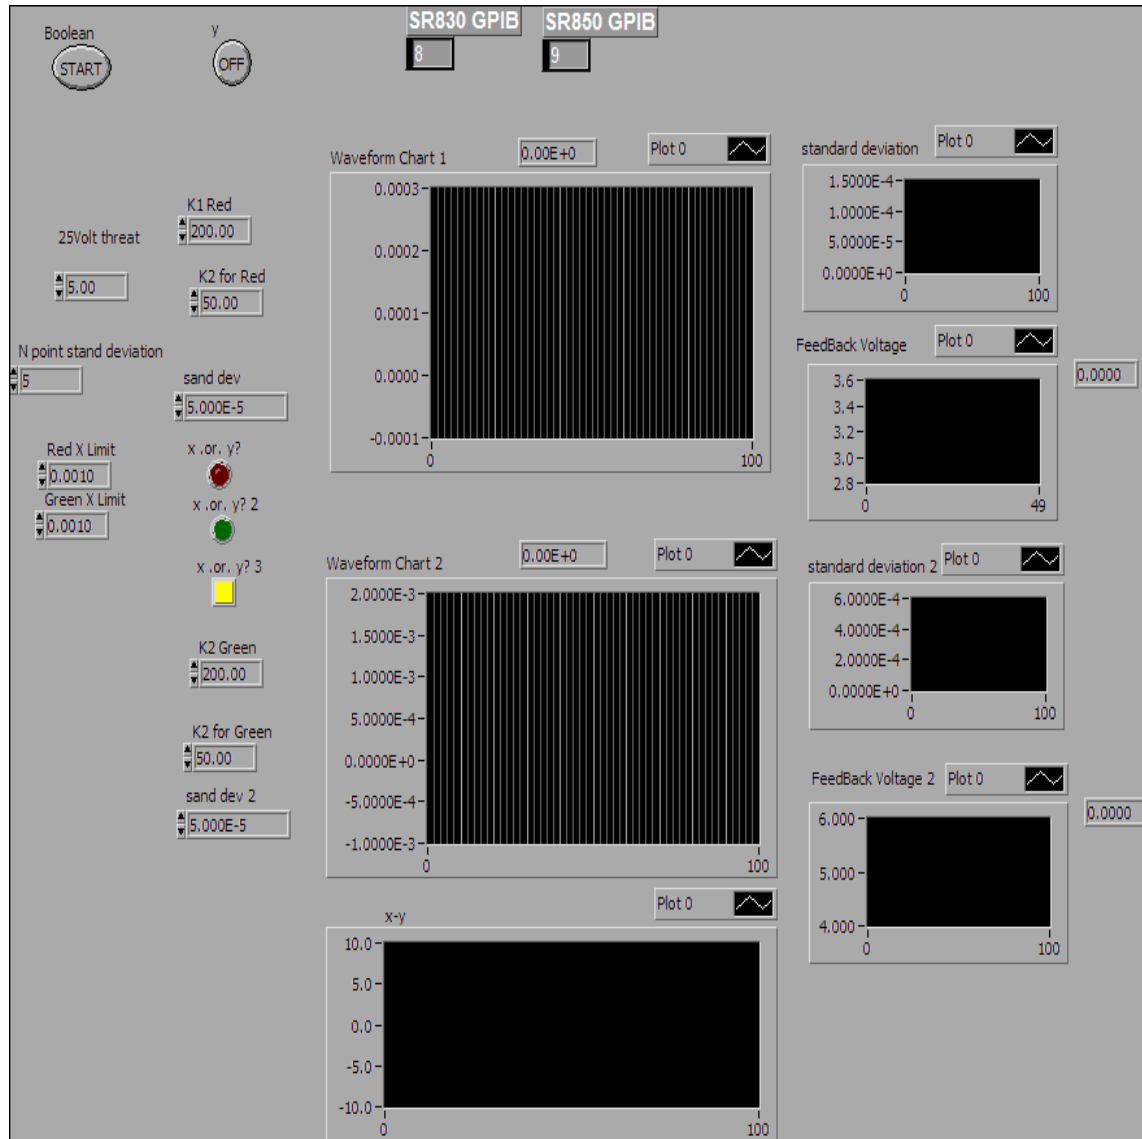 SR830 GPIB SR850 GPIB
Boolean y
START OFF 8 9
Waveform Chart 1 0.00E+0 Plot 0
0.0003
0.0002
0.0001
0.0000
-0.0001
0 100
standard deviation Plot 0
1.5000E-4
1.0000E-4
5.0000E-5
0.0000E+0
0 100
K1 Red
200.00
25Volt threat
5.00
K2 for Red
50.00
N point stand deviation
5
sand dev
5.000E-5
FeedBack Voltage Plot 0
3.6
3.4
3.2
3.0
2.8
0 49
0.0000
Red X Limit
0.0010
Green X Limit
0.0010
x .or. y?
x .or. y? 2
x .or. y? 3
Waveform Chart 2 0.00E+0 Plot 0
2.0000E-3
1.5000E-3
1.0000E-3
5.0000E-4
0.0000E+0
-5.0000E-4
-1.0000E-3
0 100
standard deviation 2 Plot 0
6.0000E-4
4.0000E-4
2.0000E-4
0.0000E+0
0 100
K2 Green
200.00
K2 for Green
50.00
sand dev 2
5.000E-5
FeedBack Voltage 2 Plot 0
6.000
5.000
4.000
0 100
0.0000
x-y Plot 0
10.0
5.0
0.0
-5.0
-10.0
0 100